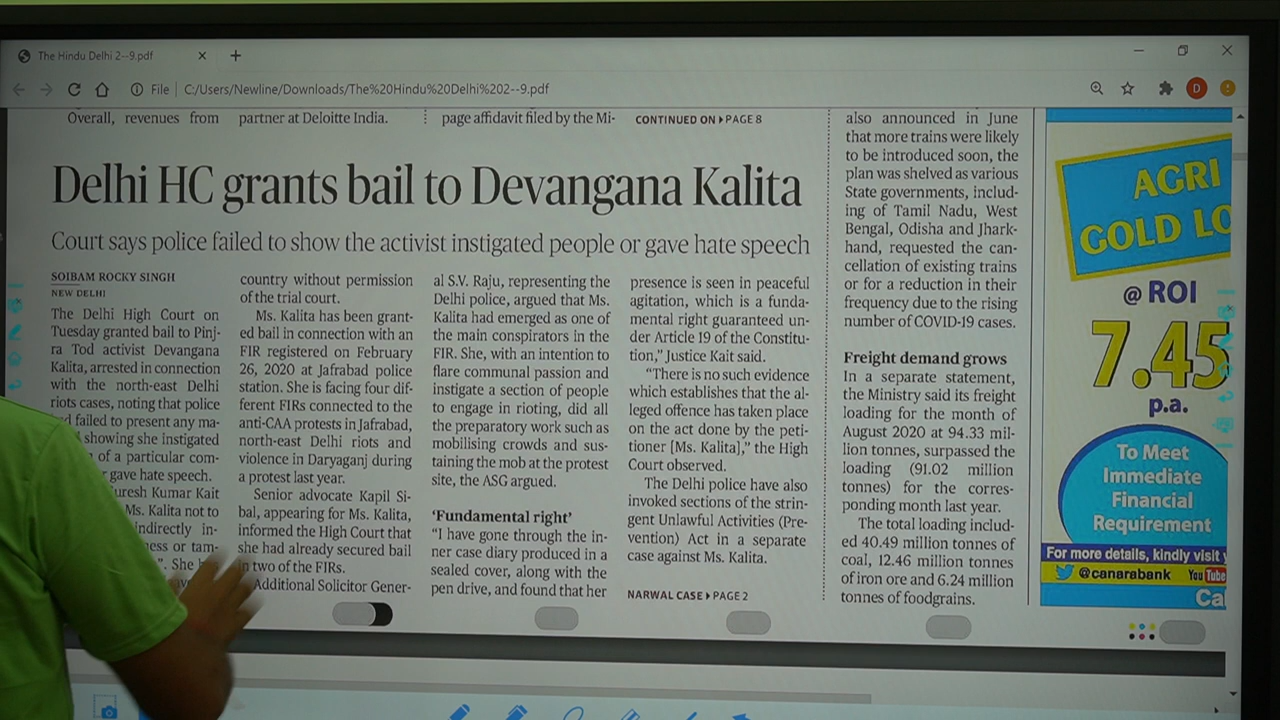 The Hindu Delhi 2--9.pdf
File
C:/Users/Newline/Downloads/The%20Hindu%20Delhi%202--9.pdf
D
Overall, revenues from
partner at Deloitte India.
page affidavit filed by the Mi-
CONTINUED ON ▸ PAGE 8
Delhi HC grants bail to Devangana Kalita
Court says police failed to show the activist instigated people or gave hate speech
SOIBAM ROCKY SINGH
NEW DELHI
The Delhi High Court on
Tuesday granted bail to Pinj-
ra Tod activist Devangana
Kalita, arrested in connection
with the north-east Delhi
riots cases, noting that police
failed to present any ma-
showing she instigated
of a particular com-
gave hate speech.
Kumar Kait
Ms. Kalita not to
indirectly in-
or tam-
She
country without permission
of the trial court.
Ms. Kalita has been grant-
ed bail in connection with an
FIR registered on February
26, 2020 at Jafrabad police
station. She is facing four dif-
ferent FIRs connected to the
anti-CAA protests in Jafrabad,
north-east Delhi riots and
violence in Daryaganj during
a protest last year.
Senior advocate Kapil Si-
bal, appearing for Ms. Kalita,
informed the High Court that
she had already secured bail
in two of the FIRs.
Additional Solicitor Gener-
al S.V. Raju, representing the
Delhi police, argued that Ms.
Kalita had emerged as one of
the main conspirators in the
FIR. She, with an intention to
flare communal passion and
instigate a section of people
to engage in rioting, did all
the preparatory work such as
mobilising crowds and sus-
taining the mob at the protest
site, the ASG argued.
‘Fundamental right’
“I have gone through the in-
ner case diary produced in a
sealed cover, along with the
pen drive, and found that her
presence is seen in peaceful
agitation, which is a funda-
mental right guaranteed un-
der Article 19 of the Constitu-
tion,” Justice Kait said.
“There is no such evidence
which establishes that the al-
leged offence has taken place
on the act done by the peti-
tioner [Ms. Kalita],” the High
Court observed.
The Delhi police have also
invoked sections of the strin-
gent Unlawful Activities (Pre-
vention) Act in a separate
case against Ms. Kalita.
NARWAL CASE ▸ PAGE 2
also announced in June
that more trains were likely
to be introduced soon, the
plan was shelved as various
State governments, includ-
ing of Tamil Nadu, West
Bengal, Odisha and Jhark-
hand, requested the can-
cellation of existing trains
or for a reduction in their
frequency due to the rising
number of COVID-19 cases.
Freight demand grows
In a separate statement,
the Ministry said its freight
loading for the month of
August 2020 at 94.33 mil-
lion tonnes, surpassed the
loading (91.02 million
tonnes) for the corres-
ponding month last year.
The total loading includ-
ed 40.49 million tonnes of
coal, 12.46 million tonnes
of iron ore and 6.24 million
tonnes of foodgrains.
AGRI
GOLD LO
@ ROI
7.45
p.a.
To Meet
Immediate
Financial
Requirement
For more details, kindly visit
@canarabank YouTube
Ca